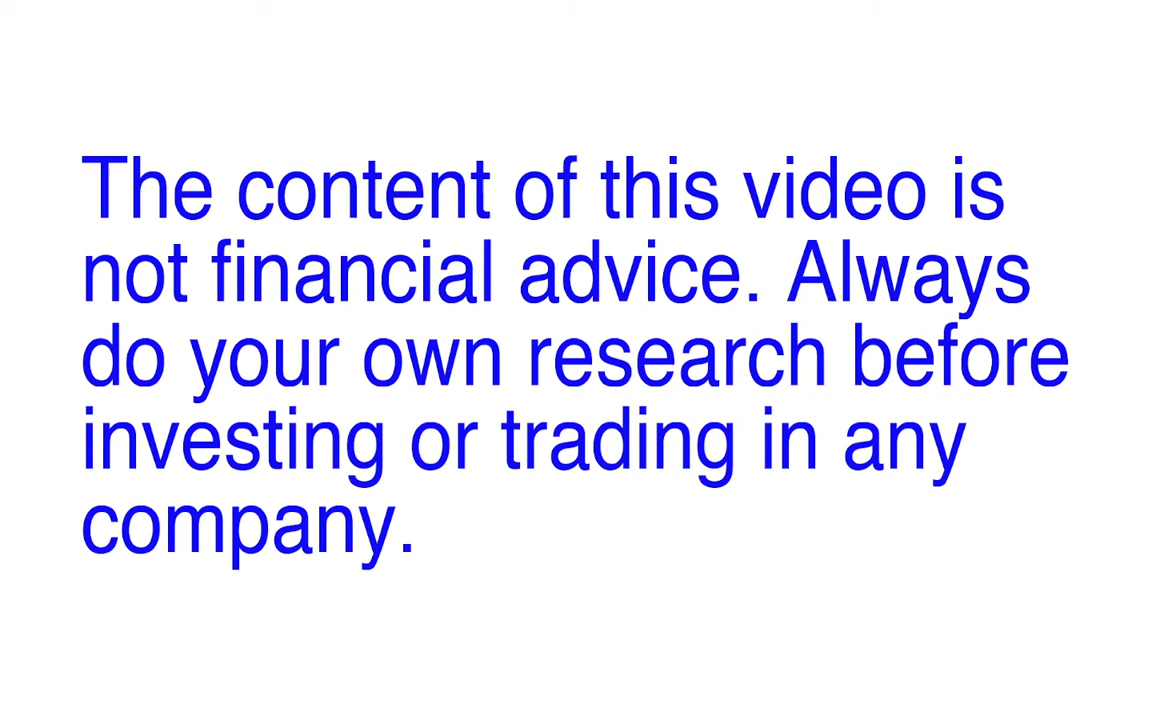 The content of this video is
not financial advice. Always
do your own research before
investing or trading in any
company.